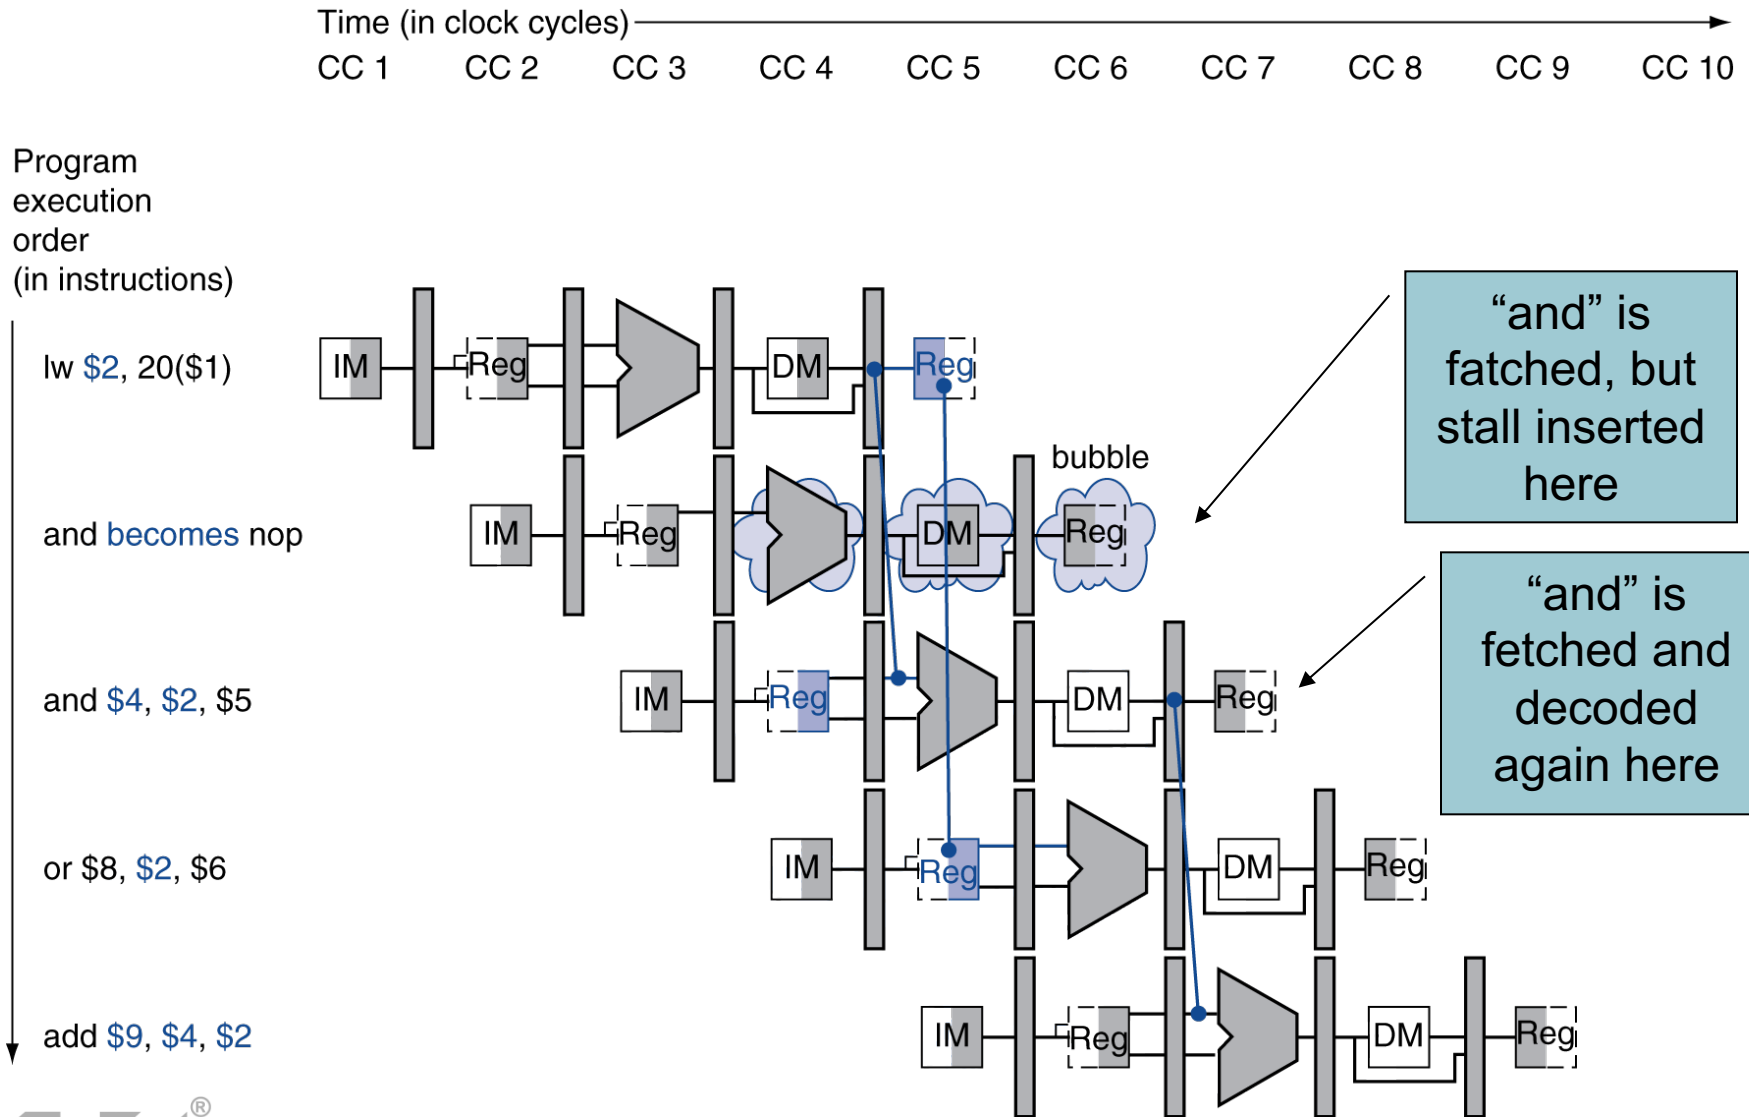 Time (in clock cycles)
CC 1 CC 2 CC 3 CC 4 CC 5 CC 6 CC 7 CC 8 CC 9 CC 10
Program
execution
order
(in instructions)
lw $2, 20($1)
IM Reg DM Reg
“and” is
fatched, but
stall inserted
here
bubble
and becomes nop
IM Reg DM Reg
“and” is
fetched and
decoded
again here
and $4, $2, $5
IM Reg DM Reg
or $8, $2, $6
IM Reg DM Reg
add $9, $4, $2
IM Reg DM Reg
®